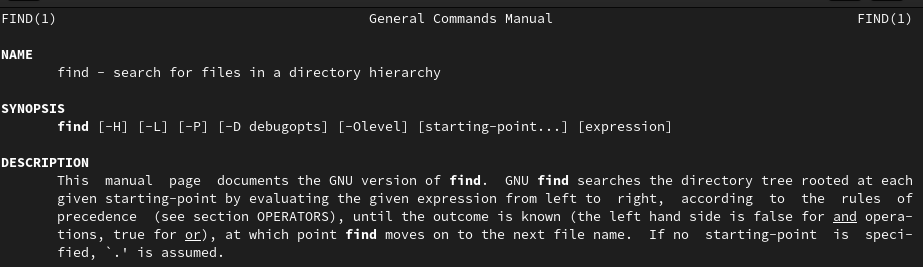 FIND(1) General Commands Manual FIND(1)
NAME
find - search for files in a directory hierarchy
SYNOPSIS
find [-H] [-L] [-P] [-D debugopts] [-Olevel] [starting-point...] [expression]
DESCRIPTION
This manual page documents the GNU version of find. GNU find searches the directory tree rooted at each
given starting-point by evaluating the given expression from left to right, according to the rules of
precedence (see section OPERATORS), until the outcome is known (the left hand side is false for and opera-
tions, true for or), at which point find moves on to the next file name. If no starting-point is speci-
fied, `.' is assumed.